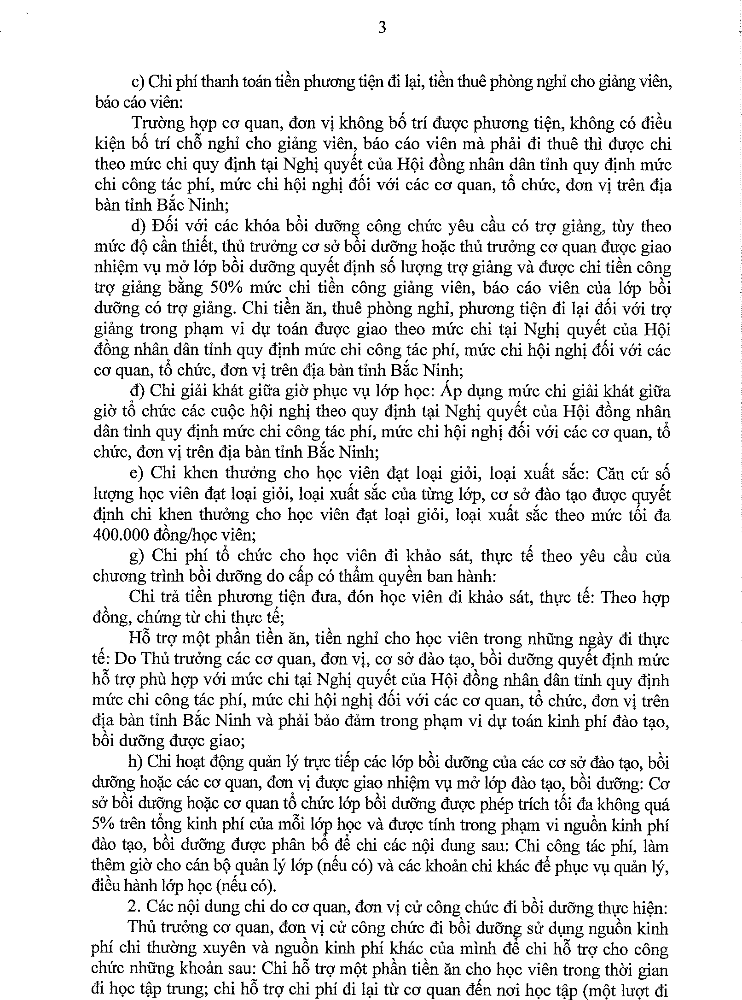 3
c) Chi phí thanh toán tiền phương tiện đi lại, tiền thuê phòng nghỉ cho giảng viên,
báo cáo viên:
Trường hợp cơ quan, đơn vị không bố trí được phương tiện, không có điều
kiện bố trí chỗ nghỉ cho giảng viên, báo cáo viên mà phải đi thuê thì được chi
theo mức chi quy định tại Nghị quyết của Hội đồng nhân dân tỉnh quy định mức
chi công tác phí, mức chi hội nghị đối với các cơ quan, tổ chức, đơn vị trên địa
bàn tỉnh Bắc Ninh;
d) Đối với các khóa bồi dưỡng công chức yêu cầu có trợ giảng, tùy theo
mức độ cần thiết, thủ trưởng cơ sở bồi dưỡng hoặc thủ trưởng cơ quan được giao
nhiệm vụ mở lớp bồi dưỡng quyết định số lượng trợ giảng và được chi tiền công
trợ giảng bằng 50% mức chi tiền công giảng viên, báo cáo viên của lớp bồi
dưỡng có trợ giảng. Chi tiền ăn, thuê phòng nghỉ, phương tiện đi lại đối với trợ
giảng trong phạm vi dự toán được giao theo mức chi tại Nghị quyết của Hội
đồng nhân dân tỉnh quy định mức chi công tác phí, mức chi hội nghị đối với các
cơ quan, tổ chức, đơn vị trên địa bàn tỉnh Bắc Ninh;
đ) Chi giải khát giữa giờ phục vụ lớp học: Áp dụng mức chi giải khát giữa
giờ tổ chức các cuộc hội nghị theo quy định tại Nghị quyết của Hội đồng nhân
dân tỉnh quy định mức chi công tác phí, mức chi hội nghị đối với các cơ quan, tổ
chức, đơn vị trên địa bàn tỉnh Bắc Ninh;
e) Chi khen thưởng cho học viên đạt loại giỏi, loại xuất sắc: Căn cứ số
lượng học viên đạt loại giỏi, loại xuất sắc của từng lớp, cơ sở đào tạo được quyết
định chi khen thưởng cho học viên đạt loại giỏi, loại xuất sắc theo mức tối đa
400.000 đồng/học viên;
g) Chi phí tổ chức cho học viên đi khảo sát, thực tế theo yêu cầu của
chương trình bồi dưỡng do cấp có thẩm quyền ban hành:
Chi trả tiền phương tiện đưa, đón học viên đi khảo sát, thực tế: Theo hợp
đồng, chứng từ chi thực tế;
Hỗ trợ một phần tiền ăn, tiền nghỉ cho học viên trong những ngày đi thực
tế: Do Thủ trưởng các cơ quan, đơn vị, cơ sở đào tạo, bồi dưỡng quyết định mức
hỗ trợ phù hợp với mức chi tại Nghị quyết của Hội đồng nhân dân tỉnh quy định
mức chi công tác phí, mức chi hội nghị đối với các cơ quan, tổ chức, đơn vị trên
địa bàn tỉnh Bắc Ninh và phải bảo đảm trong phạm vi dự toán kinh phí đào tạo,
bồi dưỡng được giao;
h) Chi hoạt động quản lý trực tiếp các lớp bồi dưỡng của các cơ sở đào tạo, bồi
dưỡng hoặc các cơ quan, đơn vị được giao nhiệm vụ mở lớp đào tạo, bồi dưỡng: Cơ
sở bồi dưỡng hoặc cơ quan tổ chức lớp bồi dưỡng được phép trích tối đa không quá
5% trên tổng kinh phí của mỗi lớp học và được tính trong phạm vi nguồn kinh phí
đào tạo, bồi dưỡng được phân bổ để chi các nội dung sau: Chi công tác phí, làm
thêm giờ cho cán bộ quản lý lớp (nếu có) và các khoản chi khác để phục vụ quản lý,
điều hành lớp học (nếu có).
2. Các nội dung chi do cơ quan, đơn vị cử công chức đi bồi dưỡng thực hiện:
Thủ trưởng cơ quan, đơn vị cử công chức đi bồi dưỡng sử dụng nguồn kinh
phí chi thường xuyên và nguồn kinh phí khác của mình để chi hỗ trợ cho công
chức những khoản sau: Chi hỗ trợ một phần tiền ăn cho học viên trong thời gian
đi học tập trung; chi hỗ trợ chi phí đi lại từ cơ quan đến nơi học tập (một lượt đi